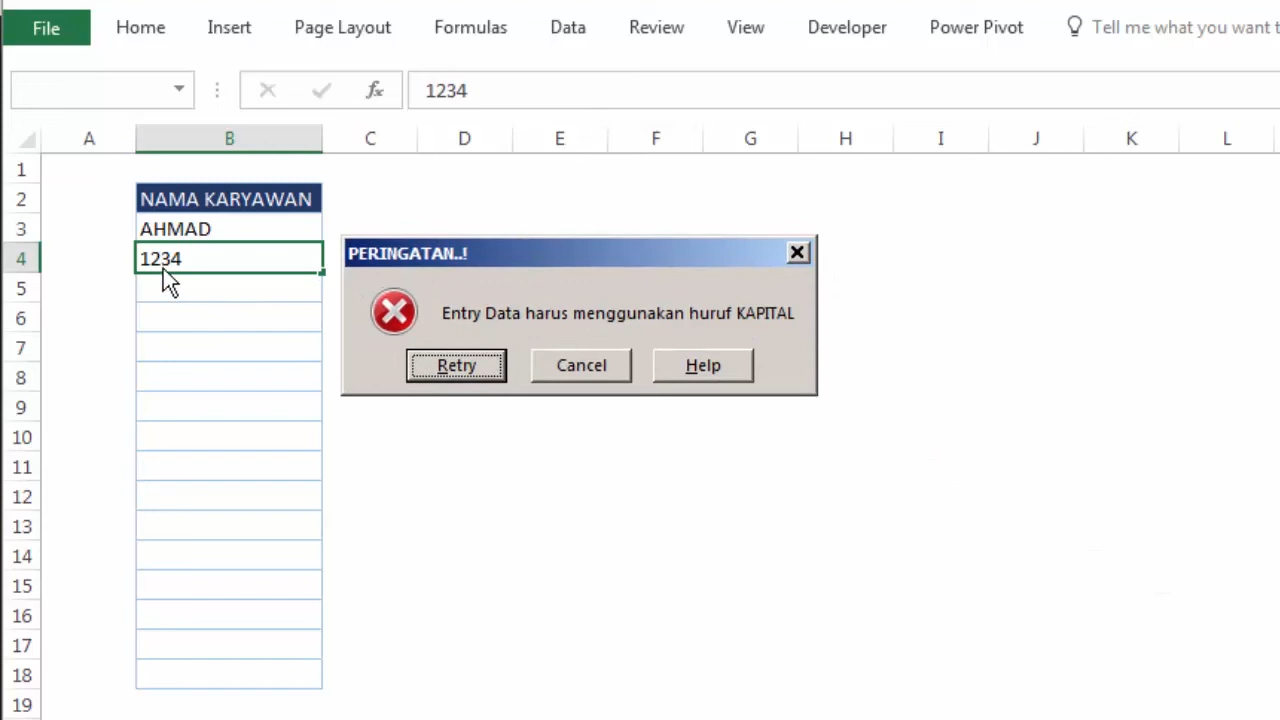 File Home Insert Page Layout Formulas Data Review View Developer Power Pivot Tell me what you want t
fx 1234
A B C D E F G H I J K L
1
2 NAMA KARYAWAN
3 AHMAD
4 1234
PERINGATAN..!
Entry Data harus menggunakan huruf KAPITAL
Retry Cancel Help
5
6
7
8
9
10
11
12
13
14
15
16
17
18
19